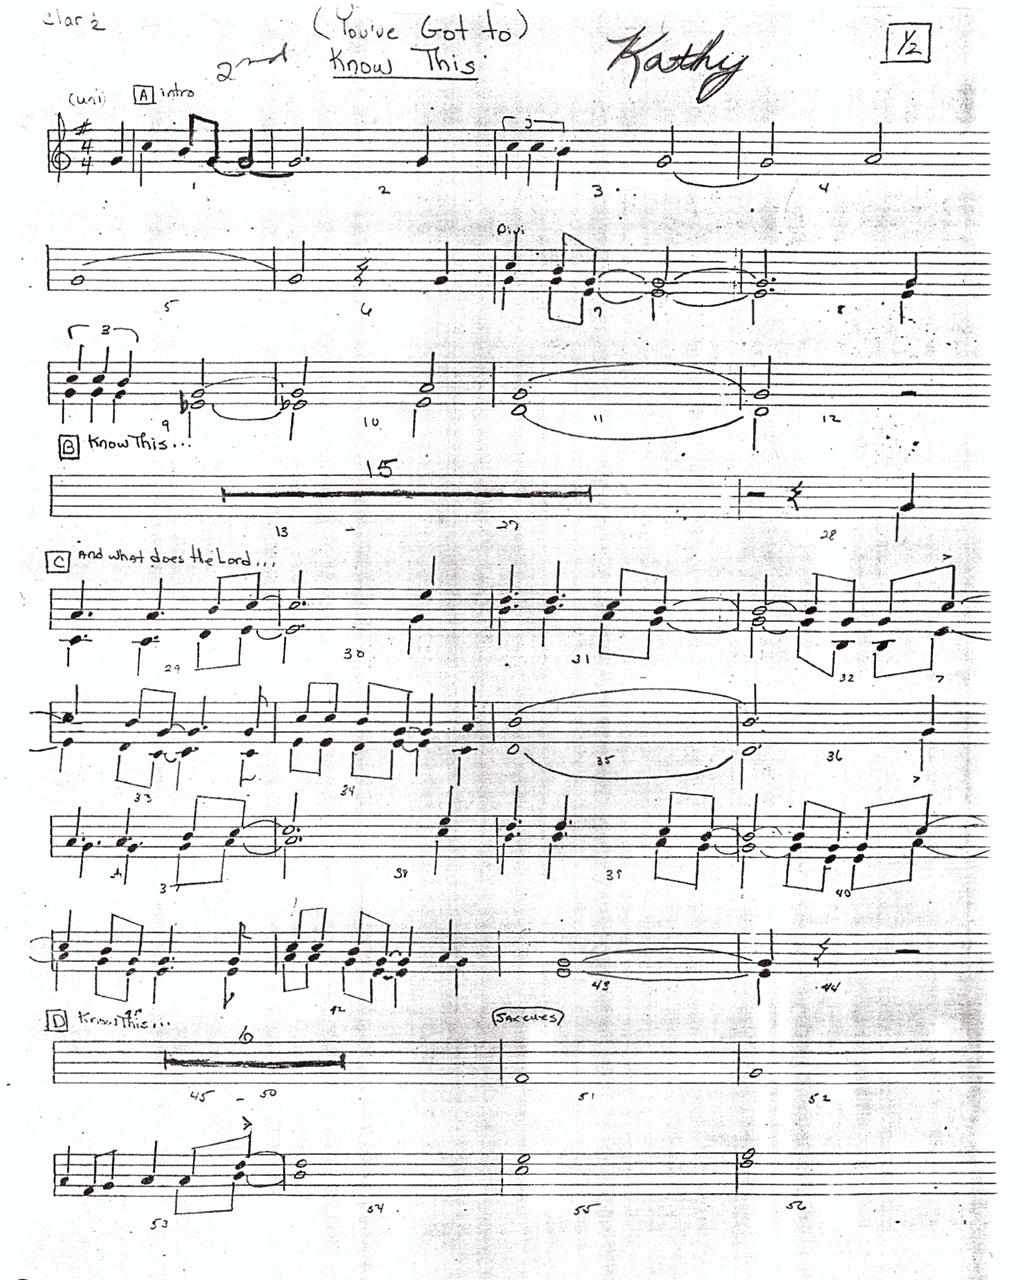 Clar 2
(You've Got to)
2nd Know This Kathy 1/2
(uni) A intro
4
4
3
1 2 3 4
Divi
5 6 7 8
3
9 10 11 12
B Know This...
15
13 - 27 28
C And what does the Lord...
29 30 31 32
33 34 35 36
37 38 39 40
42 43 44
D Know This... Sax cues
6
45 - 50 51 52
53 54 55 56